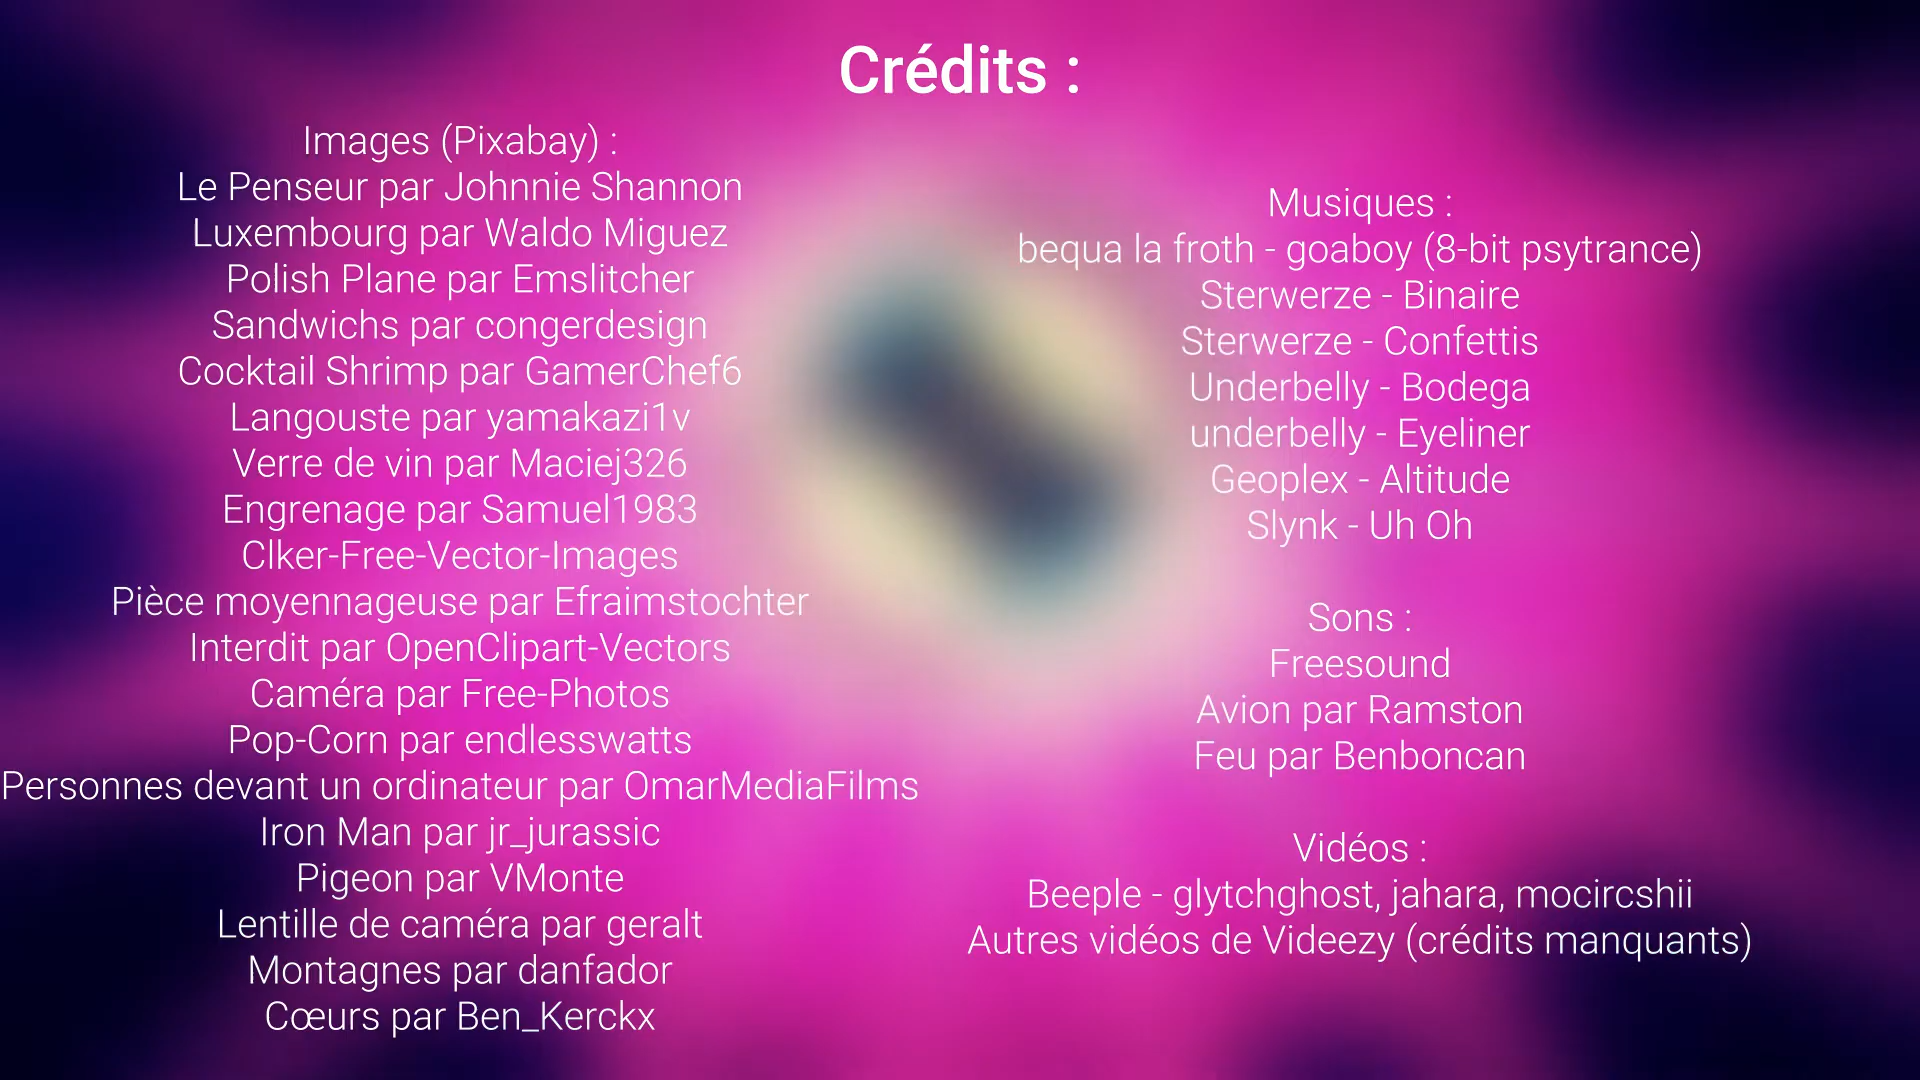 Crédits :
Images (Pixabay) :
Le Penseur par Johnnie Shannon
Luxembourg par Waldo Miguez
Polish Plane par Emslitcher
Sandwichs par congerdesign
Cocktail Shrimp par GamerChef6
Langouste par yamakazi1v
Verre de vin par Maciej326
Engrenage par Samuel1983
Clker-Free-Vector-Images
Pièce moyennageuse par Efraimstochter
Interdit par OpenClipart-Vectors
Caméra par Free-Photos
Pop-Corn par endlesswatts
Personnes devant un ordinateur par OmarMediaFilms
Iron Man par jr_jurassic
Pigeon par VMonte
Lentille de caméra par geralt
Montagnes par danfador
Cœurs par Ben_Kerckx
Musiques :
bequa la froth - goaboy (8-bit psytrance)
Sterwerze - Binaire
Sterwerze - Confettis
Underbelly - Bodega
underbelly - Eyeliner
Geoplex - Altitude
Slynk - Uh Oh
Sons :
Freesound
Avion par Ramston
Feu par Benboncan
Vidéos :
Beeple - glytchghost, jahara, mocircshii
Autres vidéos de Videezy (crédits manquants)